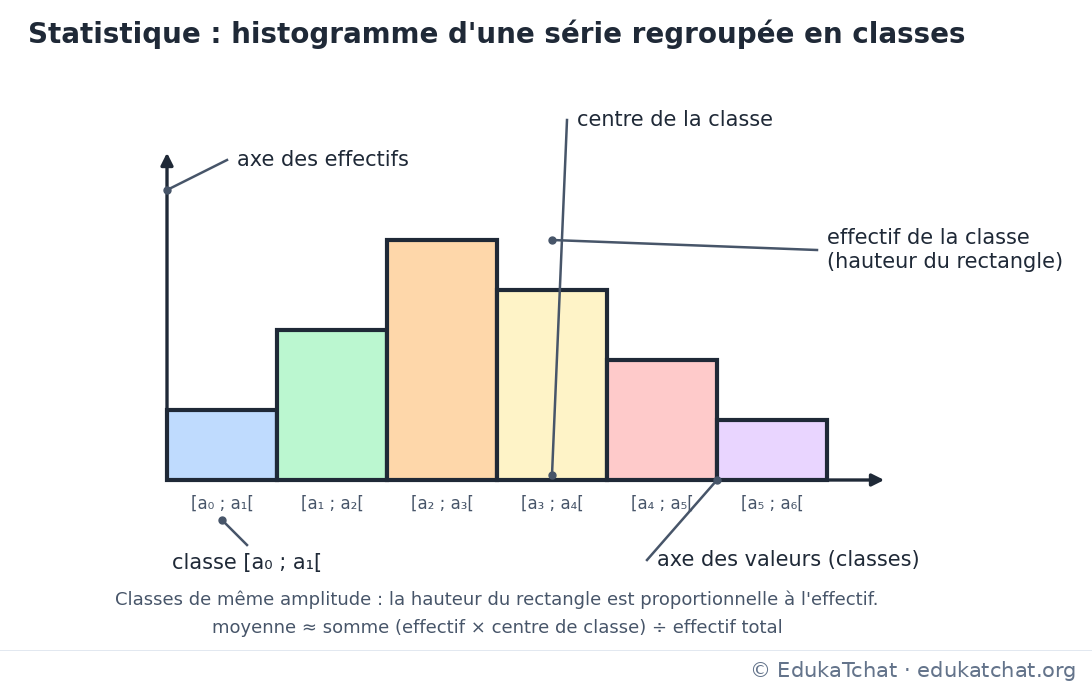 Statistique : histogramme d'une série regroupée en classes
centre de la classe
axe des effectifs
effectif de la classe
(hauteur du rectangle)
[a₀ ; a₁[
[a₁ ; a₂[
[a₂ ; a₃[
[a₃ ; a₄[
[a₄ ; a₅[
[a₅ ; a₆[
classe [a₀ ; a₁[
axe des valeurs (classes)
Classes de même amplitude : la hauteur du rectangle est proportionnelle à l'effectif.
moyenne ≈ somme (effectif × centre de classe) ÷ effectif total
© EdukaTchat · edukatchat.org